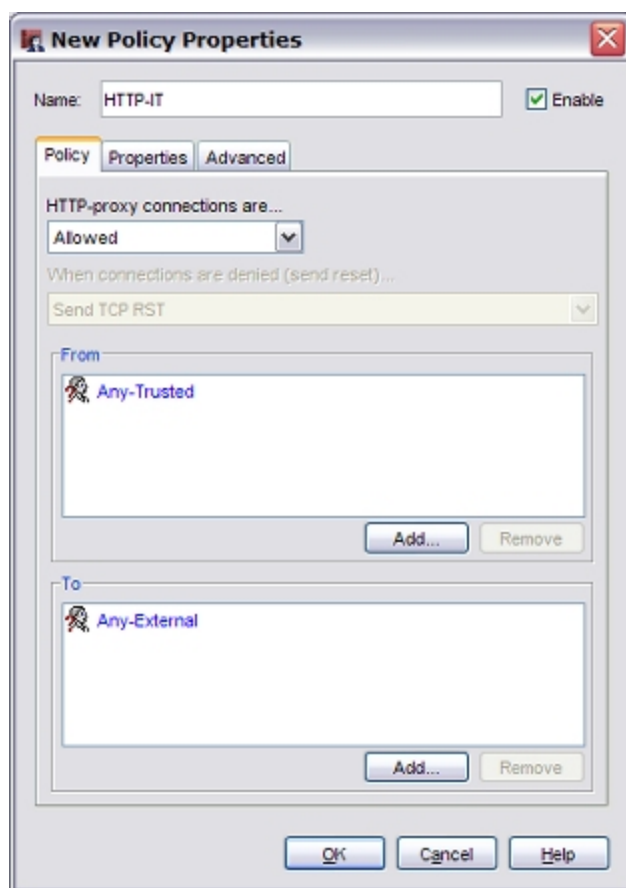 New Policy Properties
Name: HTTP-IT Enable
Policy Properties Advanced
HTTP-proxy connections are...
Allowed
When connections are denied (send reset)...
Send TCP RST
From
Any-Trusted
Add... Remove
To
Any-External
Add... Remove
OK Cancel Help